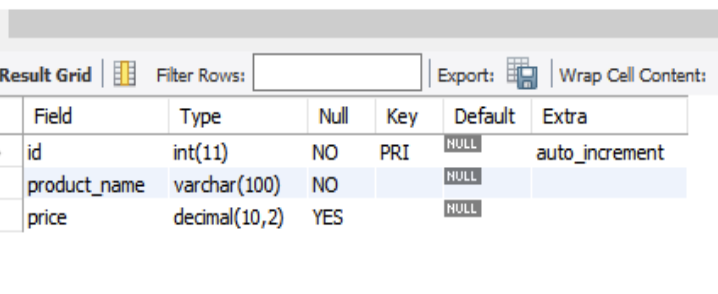 Result Grid Filter Rows: Export: Wrap Cell Content:
Field Type Null Key Default Extra
id int(11) NO PRI NULL auto_increment
product_name varchar(100) NO NULL
price decimal(10,2) YES NULL